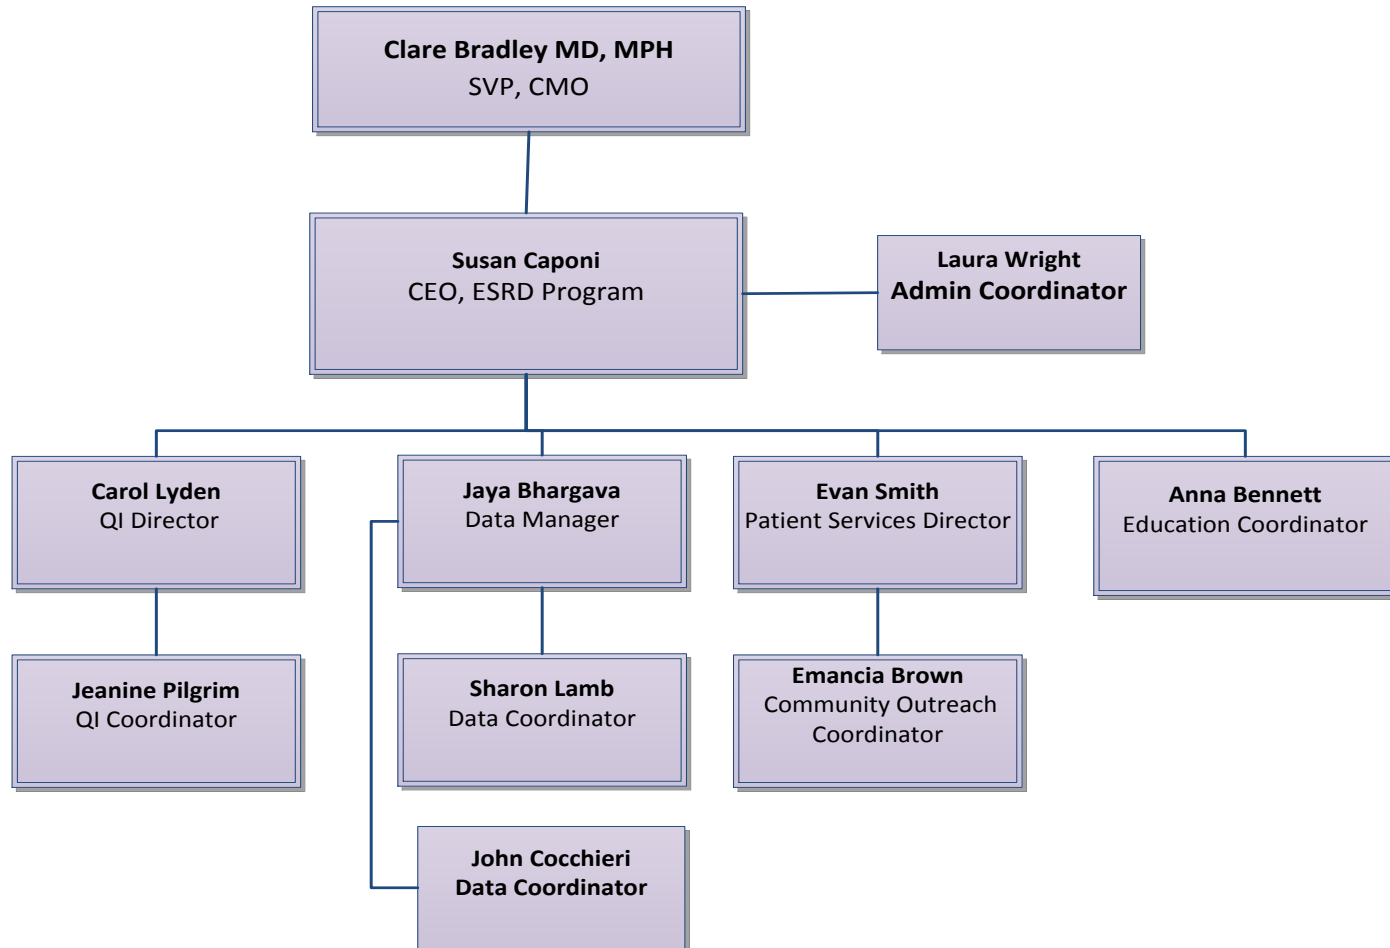 Clare Bradley MD, MPH
SVP, CMO
Susan Caponi
CEO, ESRD Program
Laura Wright
Admin Coordinator
Carol Lyden
QI Director
Jaya Bhargava
Data Manager
Evan Smith
Patient Services Director
Anna Bennett
Education Coordinator
Jeanine Pilgrim
QI Coordinator
Sharon Lamb
Data Coordinator
Emancia Brown
Community Outreach
Coordinator
John Cocchieri
Data Coordinator